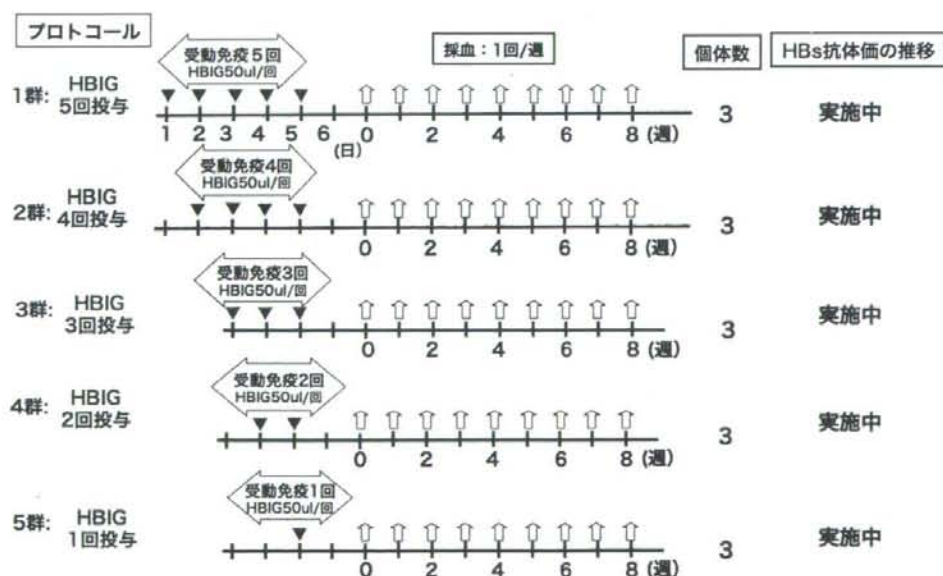 プロトコール
採血：1回/週
個体数
HBs抗体価の推移
受動免疫5回
HBIG50ul/回
1群:
HBIG
5回投与
1 2 3 4 5 6 (日)
0 2 4 6 8 (週)
3
実施中
受動免疫4回
HBIG50ul/回
2群:
HBIG
4回投与
0 2 4 6 8 (週)
3
実施中
受動免疫3回
HBIG50ul/回
3群:
HBIG
3回投与
0 2 4 6 8 (週)
3
実施中
受動免疫2回
HBIG50ul/回
4群:
HBIG
2回投与
0 2 4 6 8 (週)
3
実施中
受動免疫1回
HBIG50ul/回
5群:
HBIG
1回投与
0 2 4 6 8 (週)
3
実施中